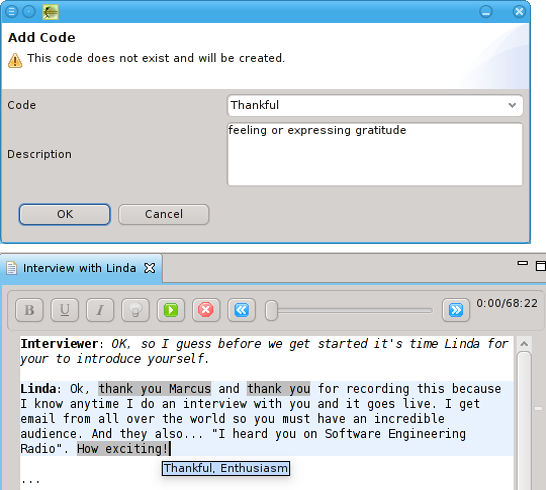 Add Code
This code does not exist and will be created.
Code
Thankful
Description
feeling or expressing gratitude
OK
Cancel
Interview with Linda
B U I
0:00/68:22
Interviewer: OK, so I guess before we get started it's time Linda for
your to introduce yourself.
Linda: Ok, thank you Marcus and thank you for recording this because
I know anytime I do an interview with you and it goes live. I get
email from all over the world so you must have an incredible
audience. And they also... "I heard you on Software Engineering
Radio". How exciting!
Thankful, Enthusiasm
...